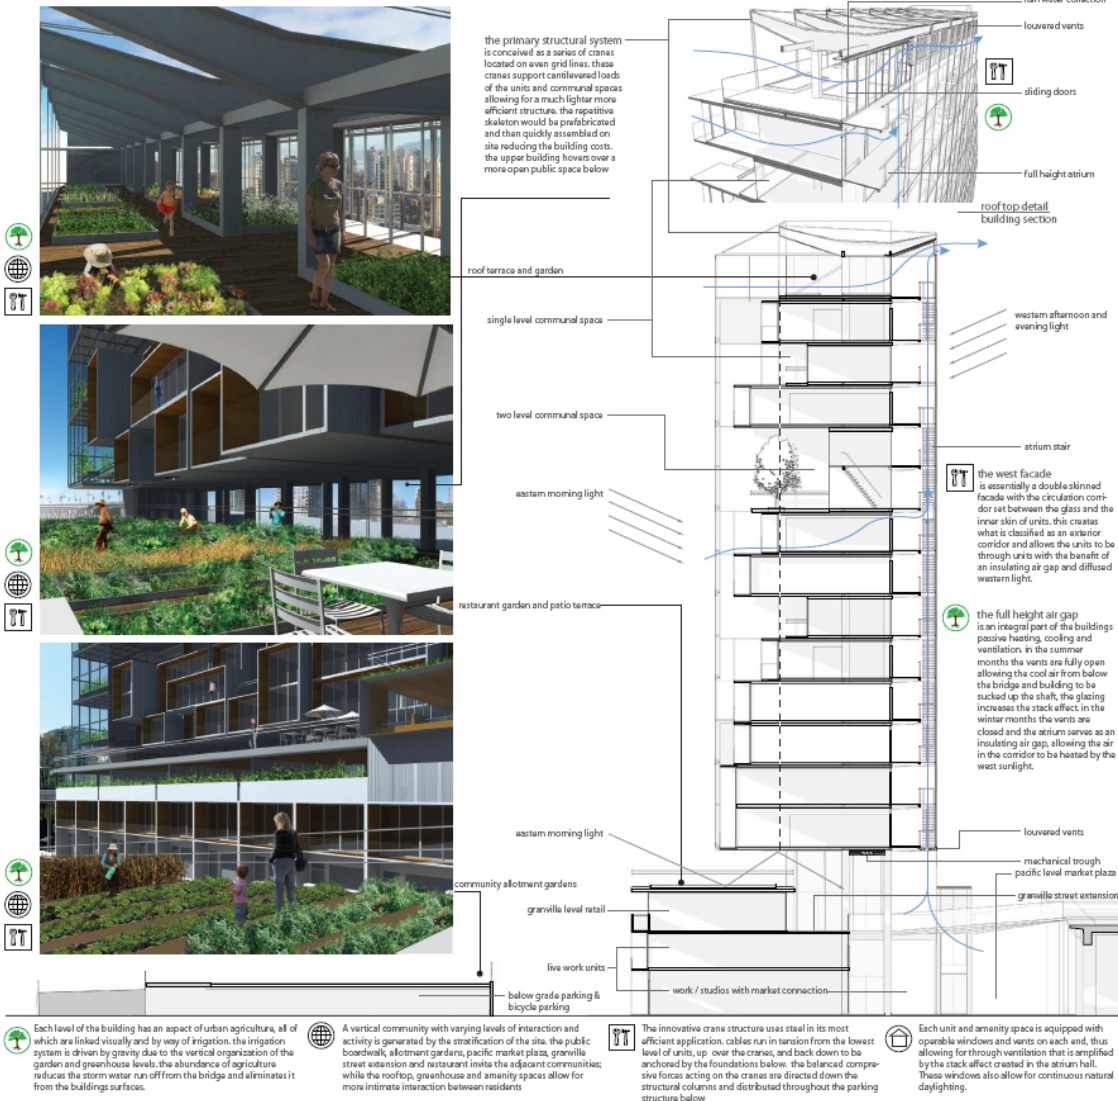 rain water collection
louvered vents
sliding doors
full height atrium
roof top detail
building section
the primary structural system
is conceived as a series of cranes
located on even grid lines. these
cranes support cantilevered loads
of the units and communal spaces
allowing for a much lighter more
efficient structure. the repetitive
skeleton would be prefabricated
and then quickly assembled on
site reducing the building costs.
the upper building hovers over a
more open public space below
roof terrace and garden
single level communal space
two level communal space
eastern morning light
restaurant garden and patio terrace
western afternoon and
evening light
atrium stair
the west facade
is essentially a double skinned
facade with the circulation corri-
dor set between the glass and the
inner skin of units. this creates
what is classified as an exterior
corridor and allows the units to be
through units with the benefit of
an insulating air gap and diffused
western light.
the full height air gap
is an integral part of the buildings
passive heating, cooling and
ventilation. in the summer
months the vents are fully open
allowing the cool air from below
the bridge and building to be
sucked up the shaft, the glazing
increases the stack effect. in the
winter months the vents are
closed and the atrium serves as an
insulating air gap, allowing the air
in the corridor to be heated by the
west sunlight.
eastern morning light
louvered vents
mechanical trough
pacific level market plaza
granville street extension
community allotment gardens
granville level retail
live work units
work / studios with market connection
below grade parking &
bicycle parking
Each level of the building has an aspect of urban agriculture, all of
which are linked visually and by way of irrigation. the irrigation
system is driven by gravity due to the vertical organization of the
garden and greenhouse levels. the abundance of agriculture
reduces the storm water run off from the bridge and eliminates it
from the buildings surfaces.
A vertical community with varying levels of interaction and
activity is generated by the stratification of the site. the public
boardwalk, allotment gardens, pacific market plaza, granville
street extension and restaurant invite the adjacent communities;
while the rooftop, greenhouse and amenity spaces allow for
more intimate interaction between residents
The innovative crane structure uses steel in its most
efficient application. cables run in tension from the lowest
level of units, up over the cranes, and back down to be
anchored by the foundations below. the balanced compre-
sive forces acting on the cranes are directed down the
structural columns and distributed throughout the parking
structure below
Each unit and amenity space is equipped with
operable windows and vents on each end, thus
allowing for through ventilation that is amplified
by the stack effect created in the atrium hall.
These windows also allow for continuous natural
daylighting.